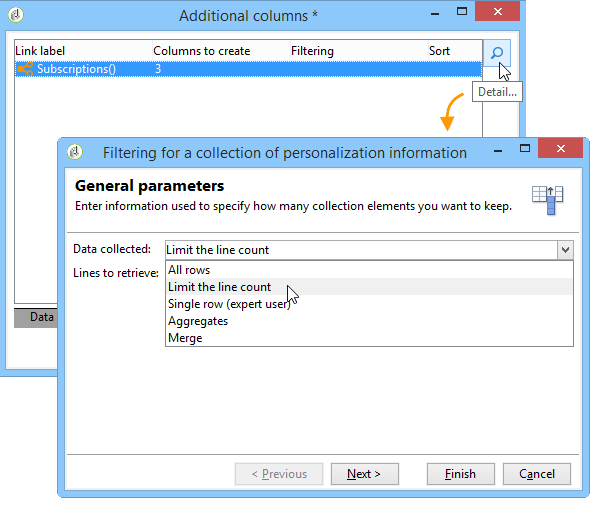 Additional columns *
Link label Columns to create Filtering Sort
Subscriptions() 3
Detail...
Filtering for a collection of personalization information
General parameters
Enter information used to specify how many collection elements you want to keep.
Data collected: Limit the line count
Lines to retrieve: All rows
Limit the line count
Single row (expert user)
Aggregates
Merge
Data
< Previous Next > Finish Cancel